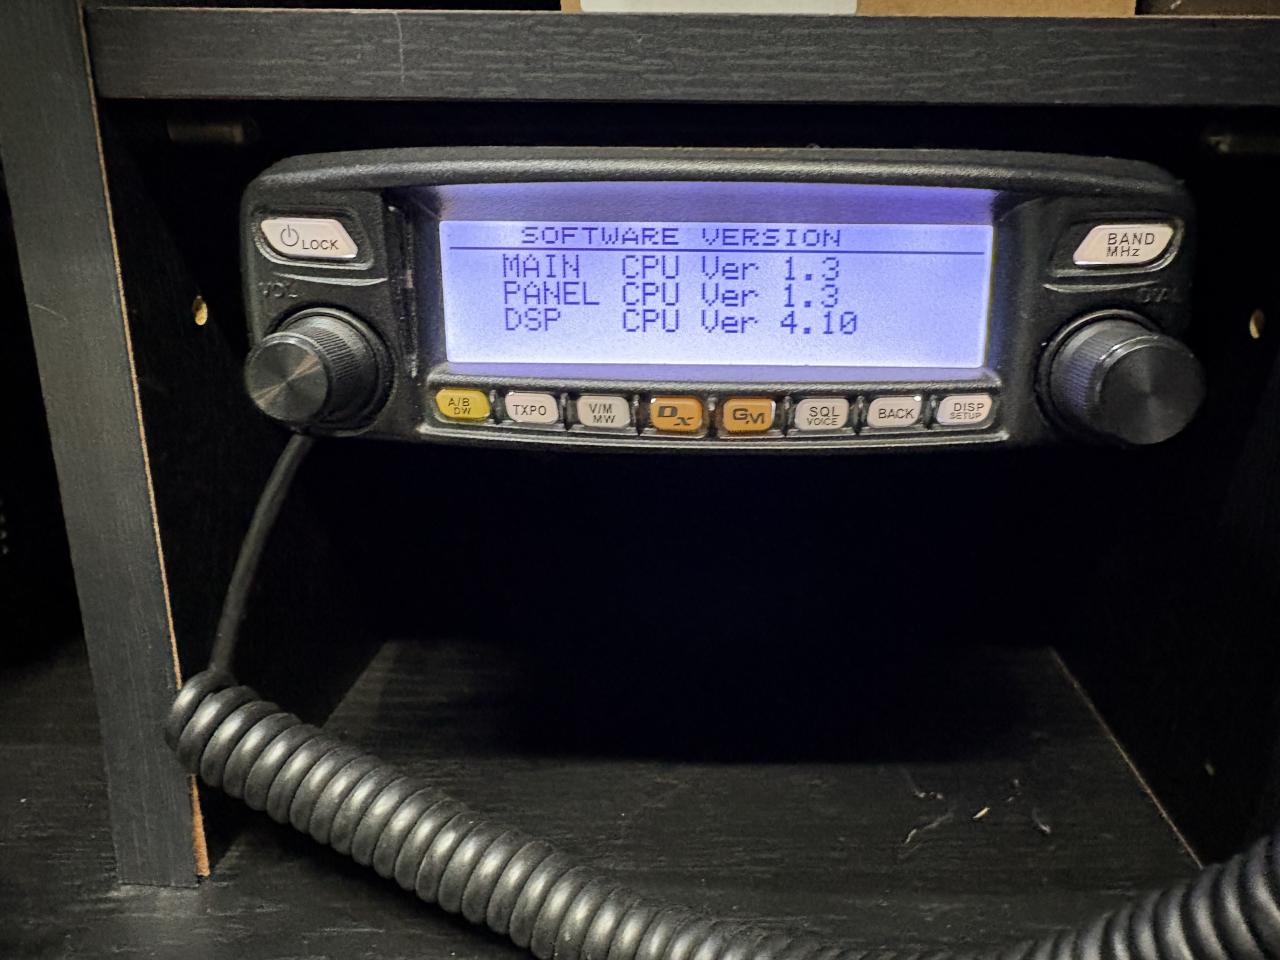 LOCK
BAND
MHz
VOL
SOFTWARE VERSION
MAIN CPU Ver 1.3
PANEL CPU Ver 1.3
DSP CPU Ver 4.10
A/B
DW
TXPO
V/M
MW
Dx
GM
SQL
VOICE
BACK
DISP
SETUP